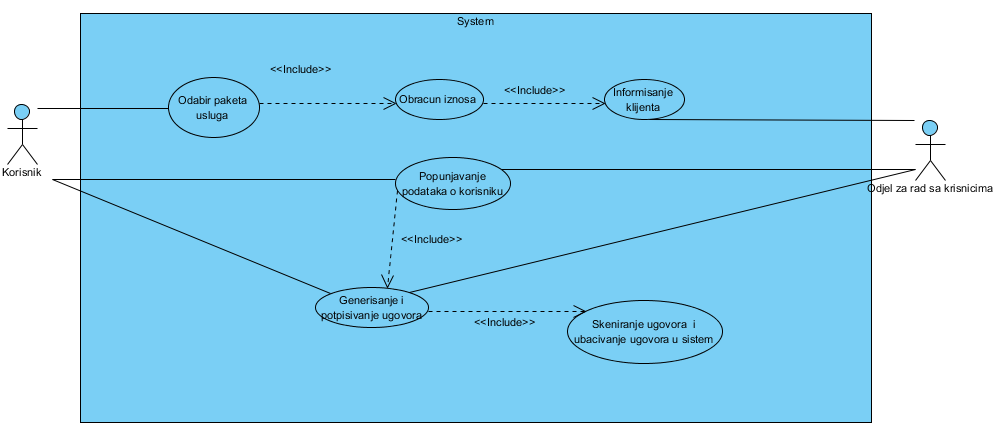 System
<<Include>>
Odabir paketa
usluga
Obracun iznosa
<<Include>>
Informisanje
klijenta
Korisnik
Odjel za rad sa krisnicima
Popunjavanje
podataka o korisniku
<<Include>>
Generisanje i
potpisivanje ugovora
<<Include>>
Skeniranje ugovora i
ubacivanje ugovora u sistem